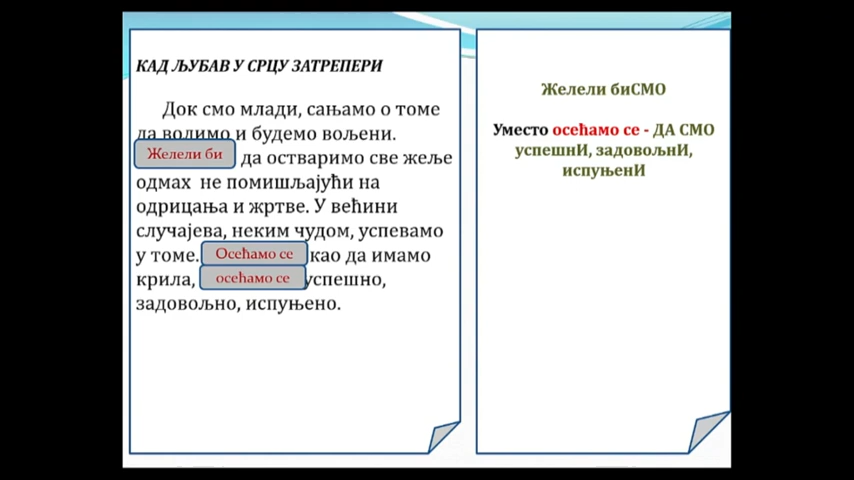 КАД ЉУБАВ У СРЦУ ЗАТРЕПЕРИ
Док смо млади, сањамо о томе
да водимо и будемо вољени.
Желели би да остваримо све жеље
одмах не помишљајући на
одрицања и жртве. У већини
случајева, неким чудом, успевамо
у томе. Осећамо се као да имамо
крила, осећамо се успешно,
задовољно, испуњено.
Желели биСМО
Уместо осећамо се - ДА СМО
успешнИ, задовољнИ,
испуњенИ